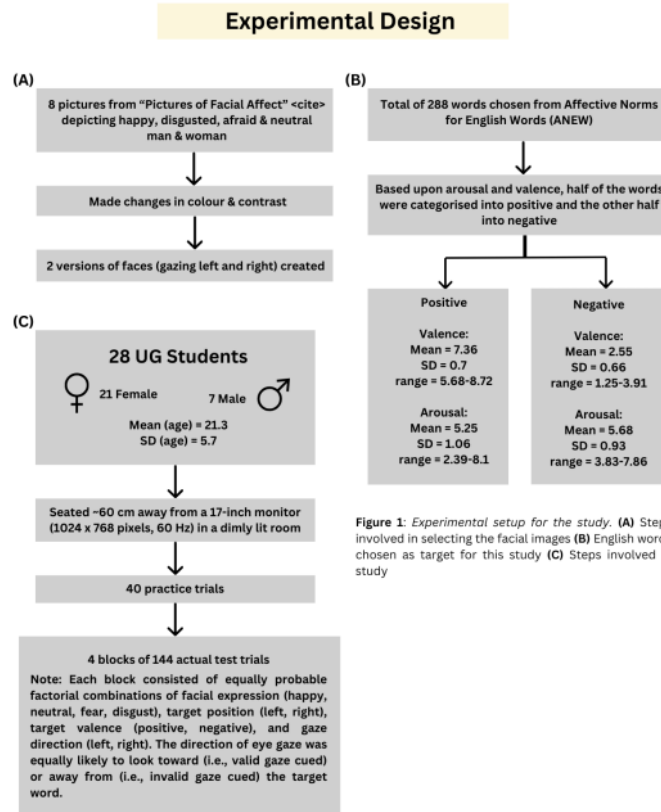 Experimental Design
(A)
8 pictures from "Pictures of Facial Affect" <cite>
depicting happy, disgusted, afraid & neutral
man & woman
Made changes in colour & contrast
2 versions of faces (gazing left and right) created
(B)
Total of 288 words chosen from Affective Norms
for English Words (ANEW)
Based upon arousal and valence, half of the words
were categorised into positive and the other half
into negative
Positive
Valence:
Mean = 7.36
SD = 0.7
range = 5.68-8.72
Arousal:
Mean = 5.25
SD = 1.06
range = 2.39-8.1
Negative
Valence:
Mean = 2.55
SD = 0.66
range = 1.25-3.91
Arousal:
Mean = 5.68
SD = 0.93
range = 3.83-7.86
(C)
28 UG Students
21 Female
7 Male
Mean (age) = 21.3
SD (age) = 5.7
Seated ~60 cm away from a 17-inch monitor
(1024 x 768 pixels, 60 Hz) in a dimly lit room
40 practice trials
4 blocks of 144 actual test trials
Note: Each block consisted of equally probable
factorial combinations of facial expression (happy,
neutral, fear, disgust), target position (left, right),
target valence (positive, negative), and gaze
direction (left, right). The direction of eye gaze was
equally likely to look toward (i.e., valid gaze cued)
or away from (i.e., invalid gaze cued) the target
word.
Figure 1: Experimental setup for the study. (A) Step
involved in selecting the facial images (B) English word
chosen as target for this study (C) Steps involved
study